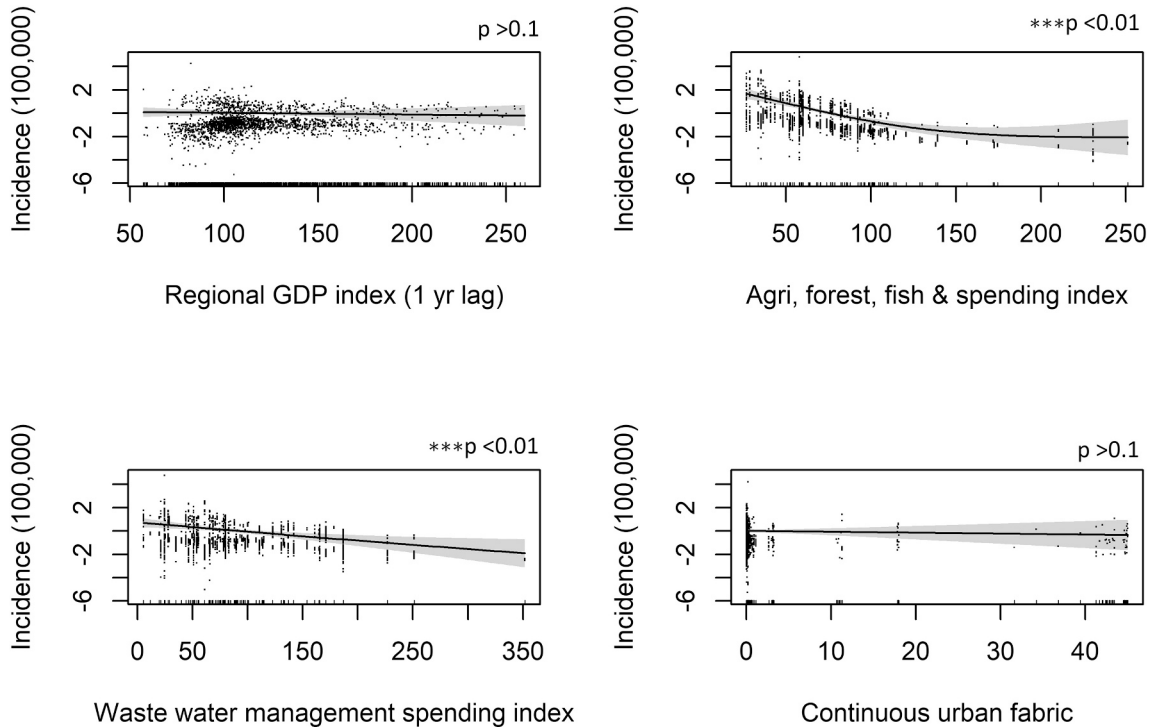 p >0.1
Incidence (100,000)
2
-2
-6
50 100 150 200 250
Regional GDP index (1 yr lag)
***p <0.01
Incidence (100,000)
2
-2
-6
50 100 150 200 250
Agri, forest, fish & spending index
***p <0.01
Incidence (100,000)
2
-2
-6
0 50 150 250 350
Waste water management spending index
p >0.1
Incidence (100,000)
2
-2
-6
0 10 20 30 40
Continuous urban fabric